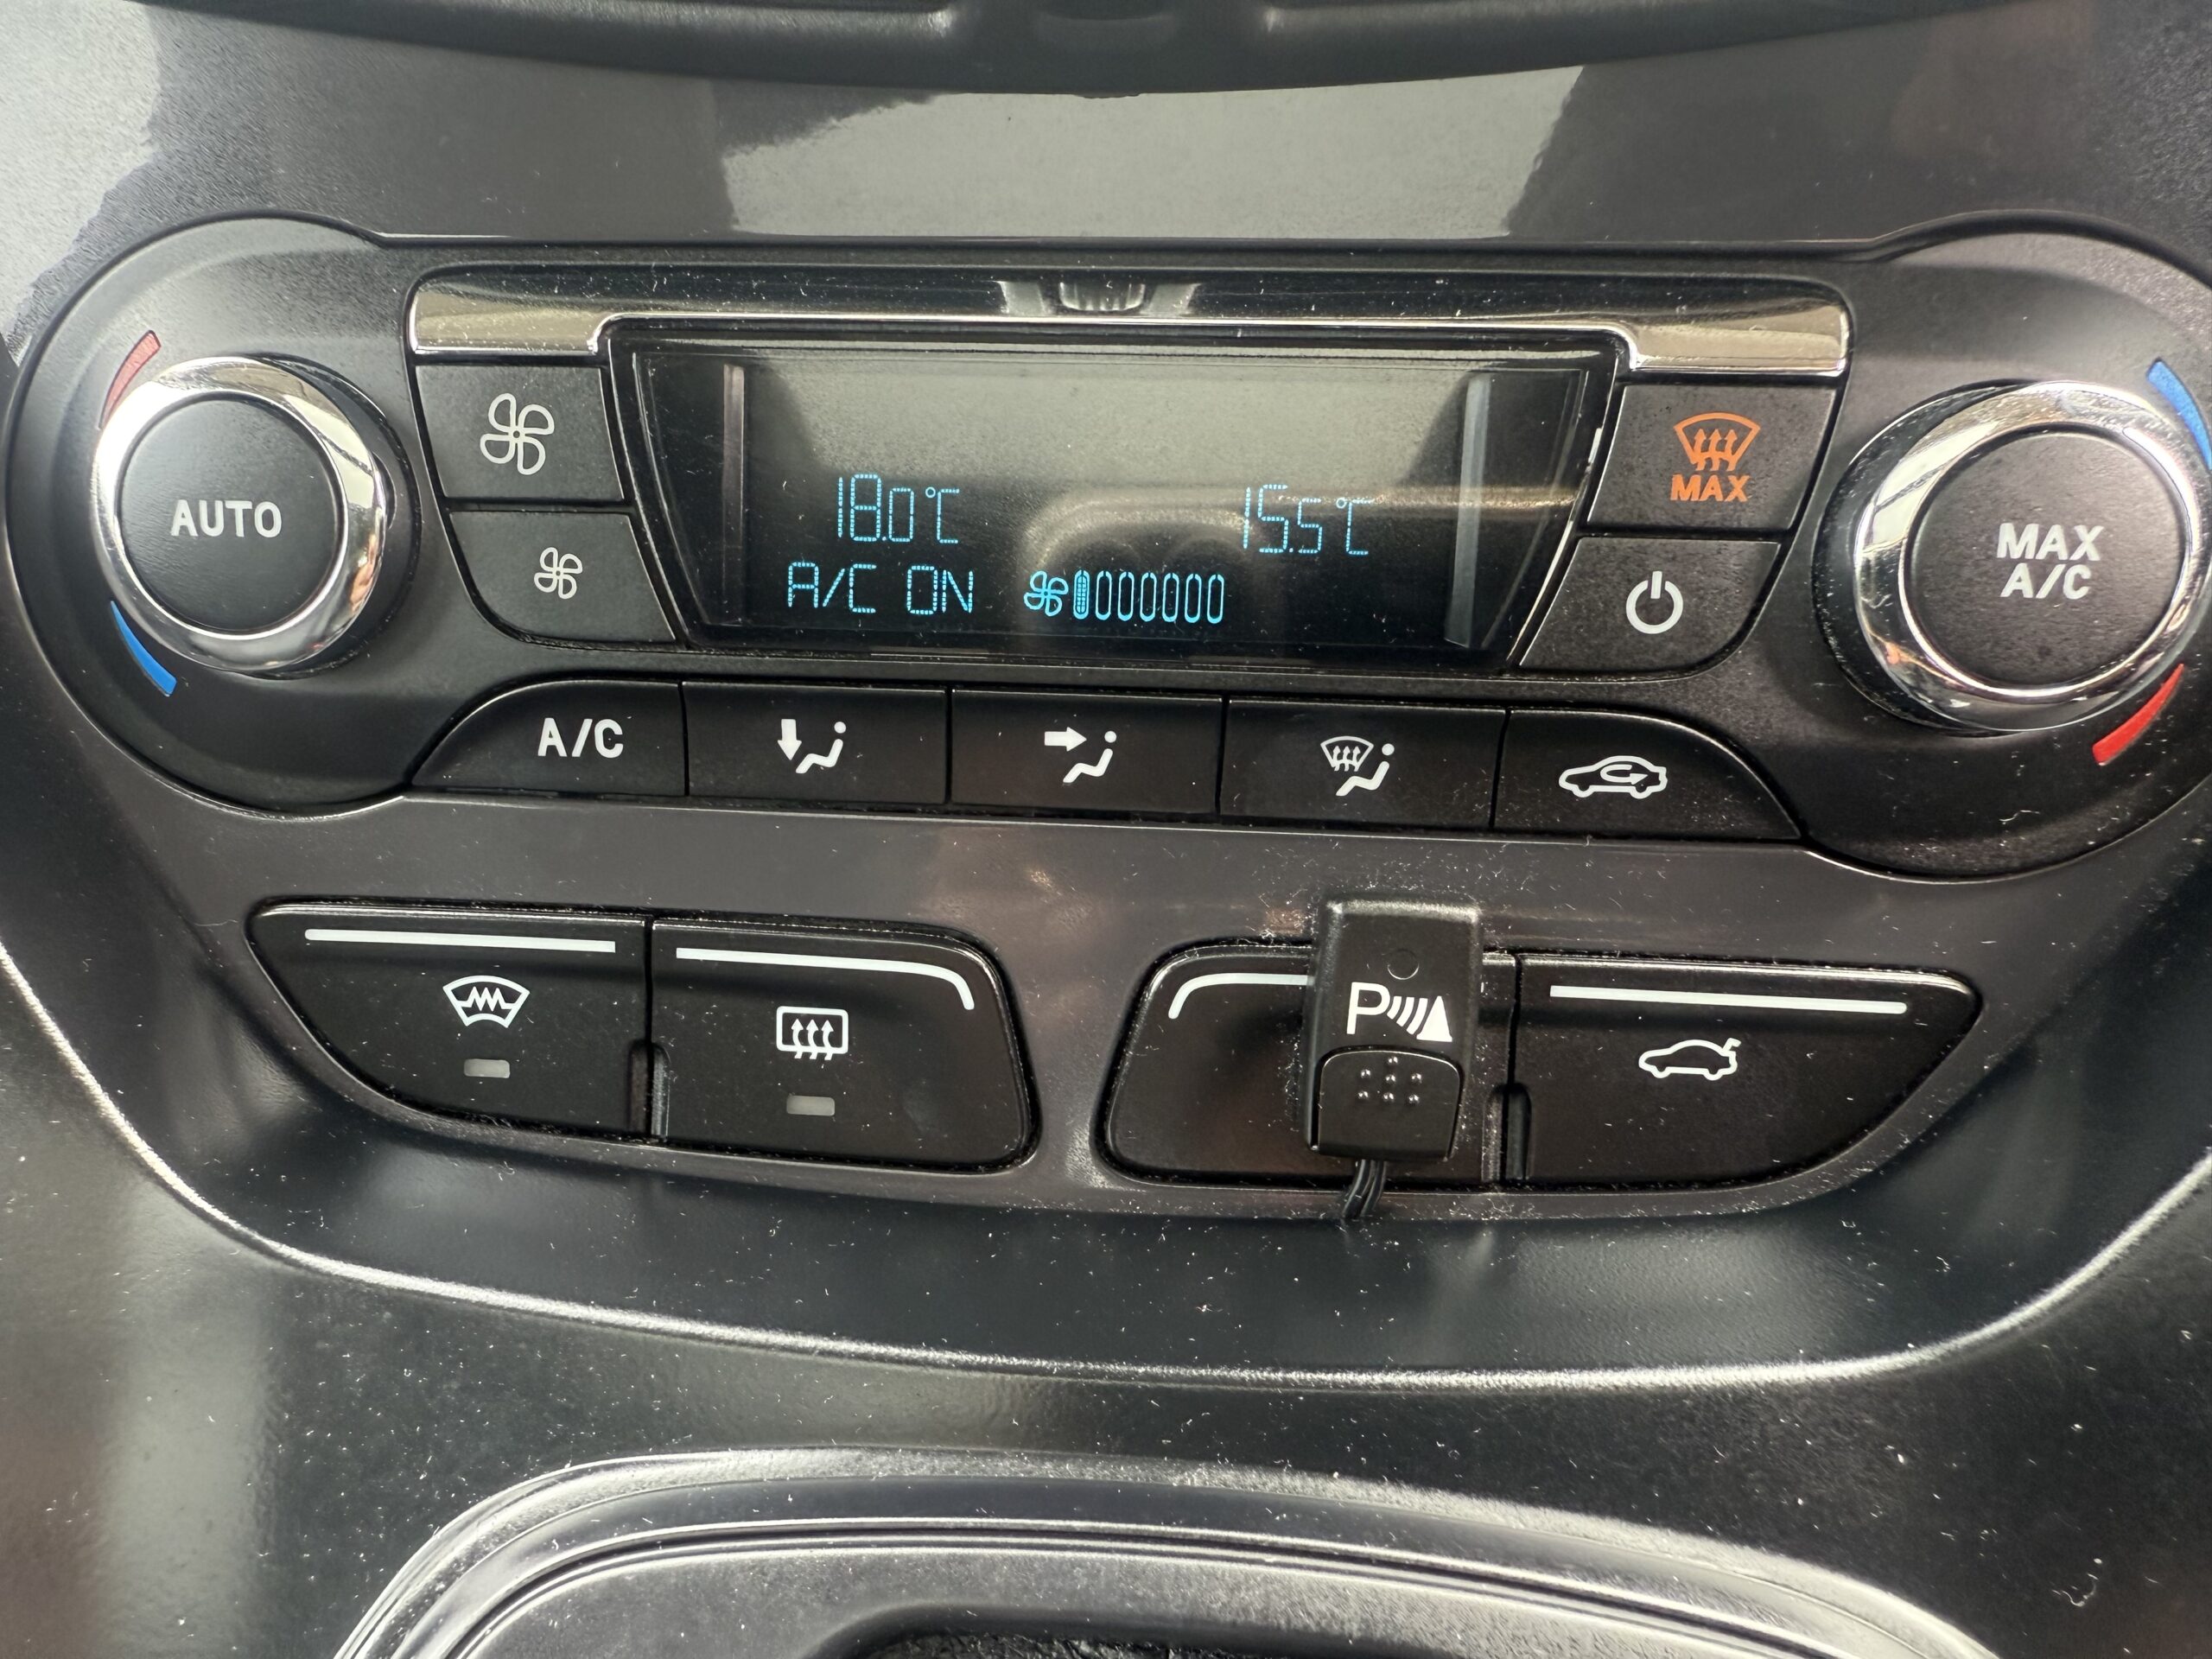 AUTO
18.0°C 15.5°C
A/C ON
MAX
MAX
A/C
A/C
P